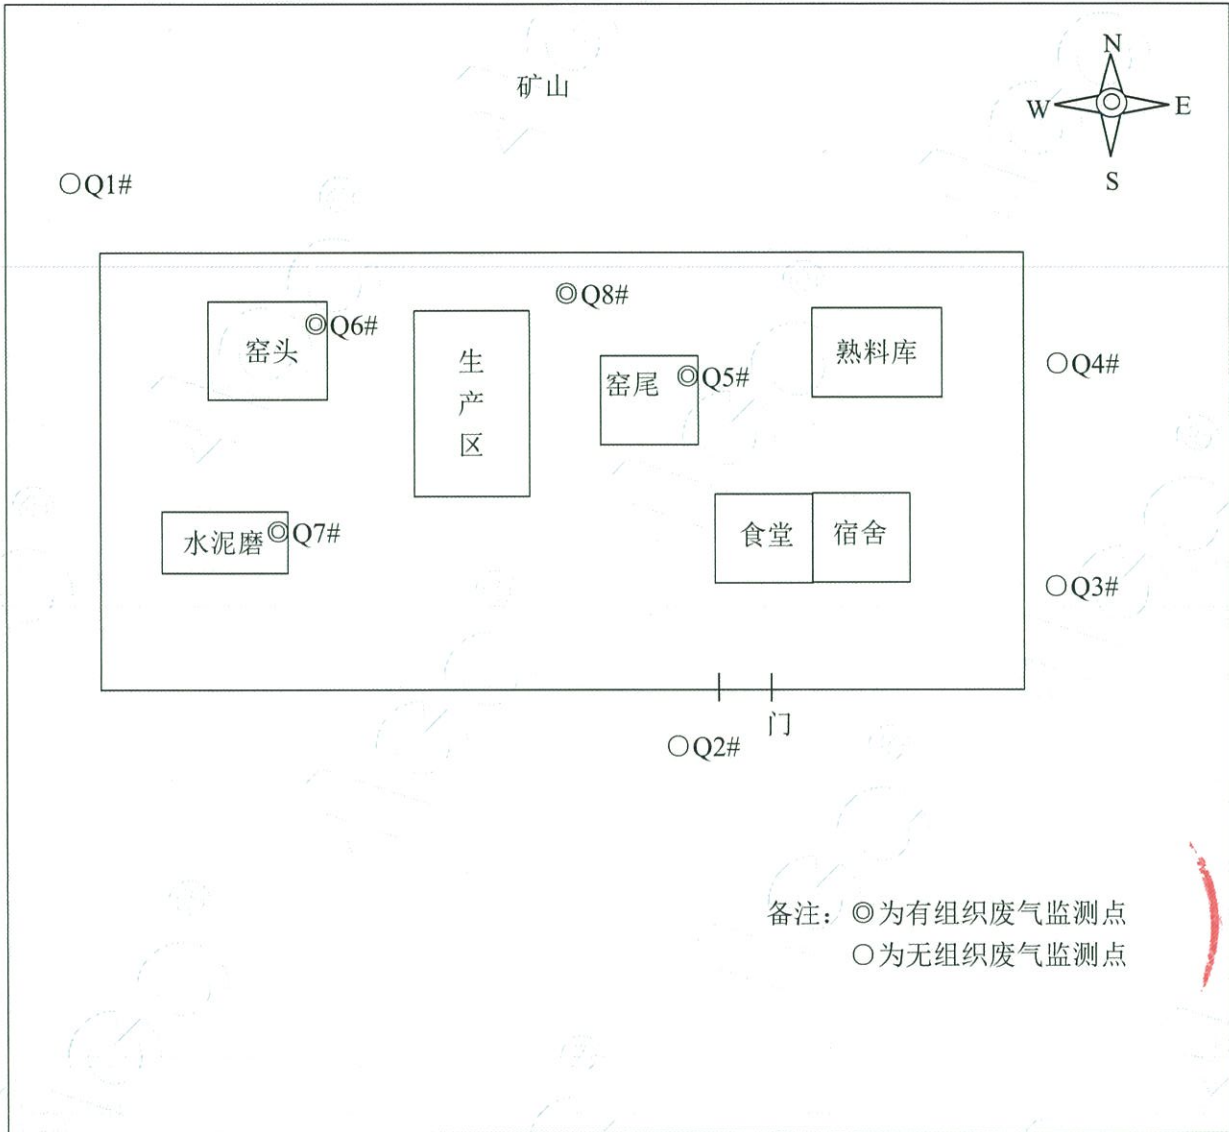 矿山
N
W
E
S
○Q1#
◎Q8#
◎Q6#
窑头
生产区
熟料库
○Q4#
窑尾
◎Q5#
水泥磨
◎Q7#
食堂
宿舍
○Q3#
门
○Q2#
备注：◎为有组织废气监测点
○为无组织废气监测点